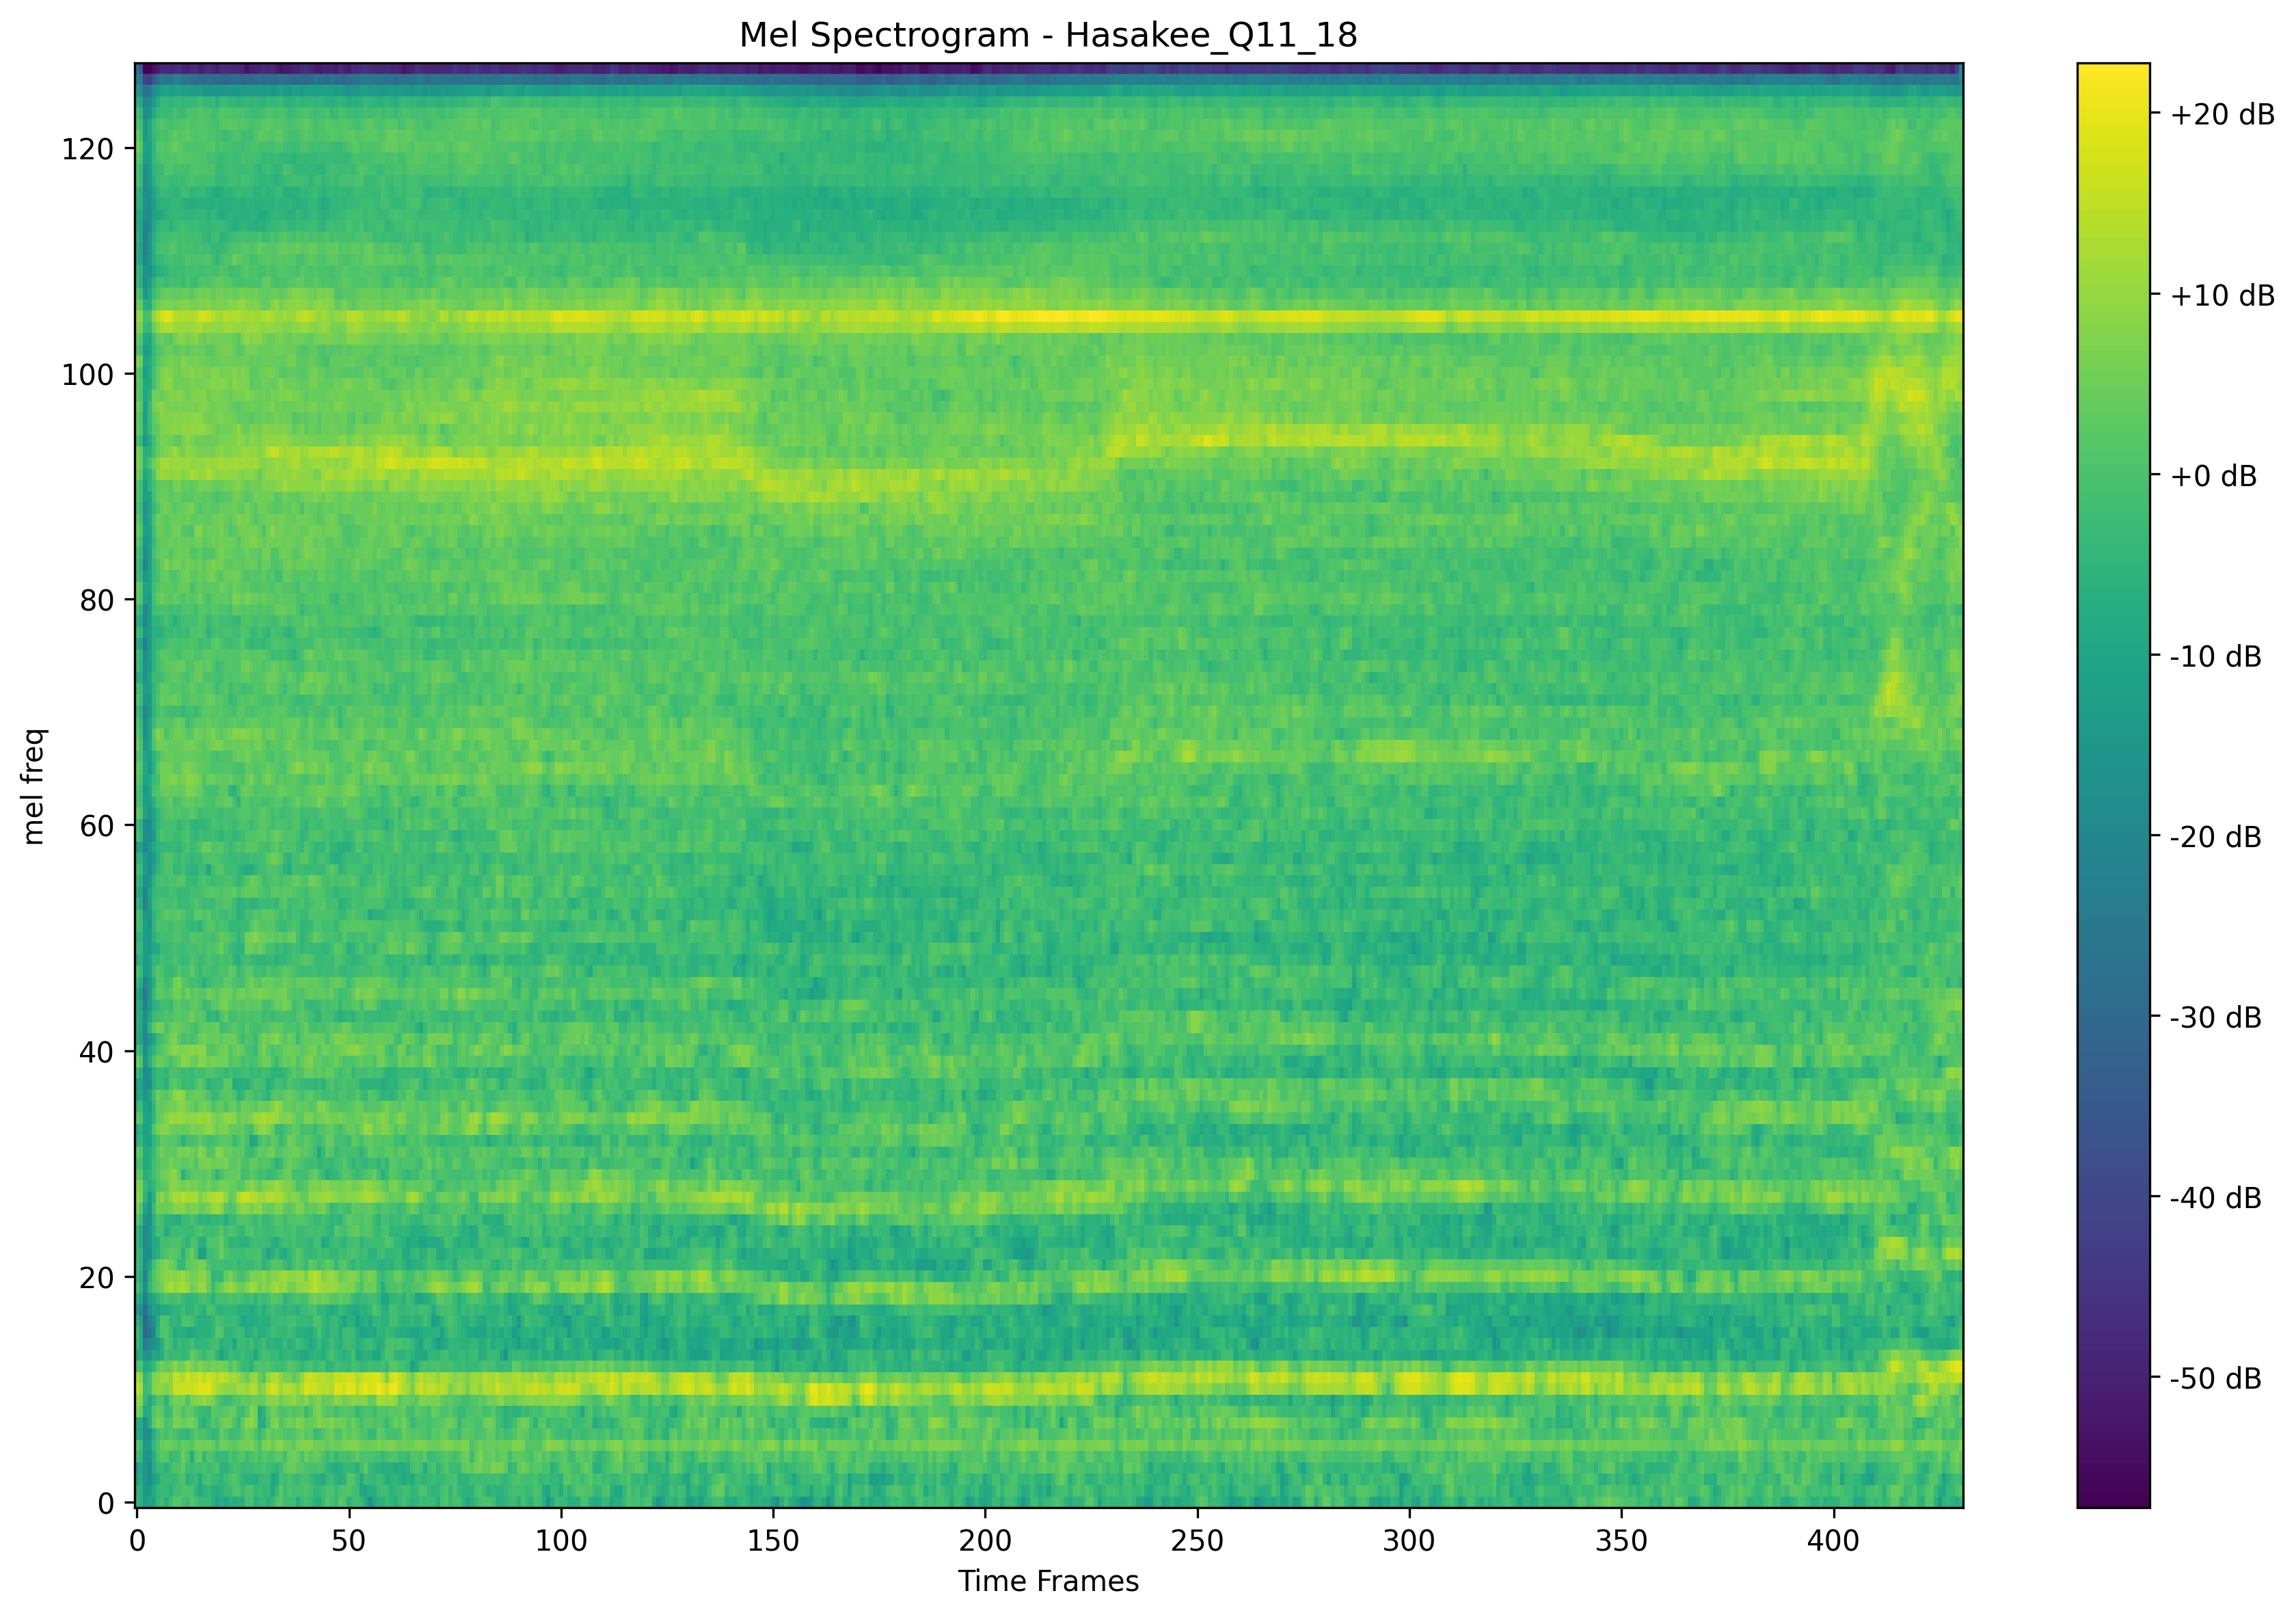 Mel Spectrogram - Hasakee_Q11_18
mel freq
120
100
80
60
40
20
0
0 50 100 150 200 250 300 350 400
Time Frames
+20 dB
+10 dB
+0 dB
-10 dB
-20 dB
-30 dB
-40 dB
-50 dB